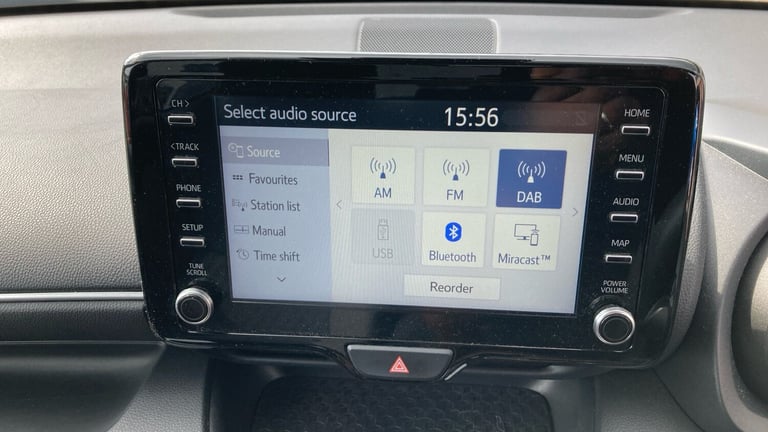 CH >
< TRACK
PHONE
SETUP
TUNE
SCROLL
Select audio source
15:56
Source
Favourites
Station list
Manual
Time shift
AM
FM
DAB
USB
Bluetooth
Miracast™
Reorder
HOME
MENU
AUDIO
MAP
POWER
VOLUME